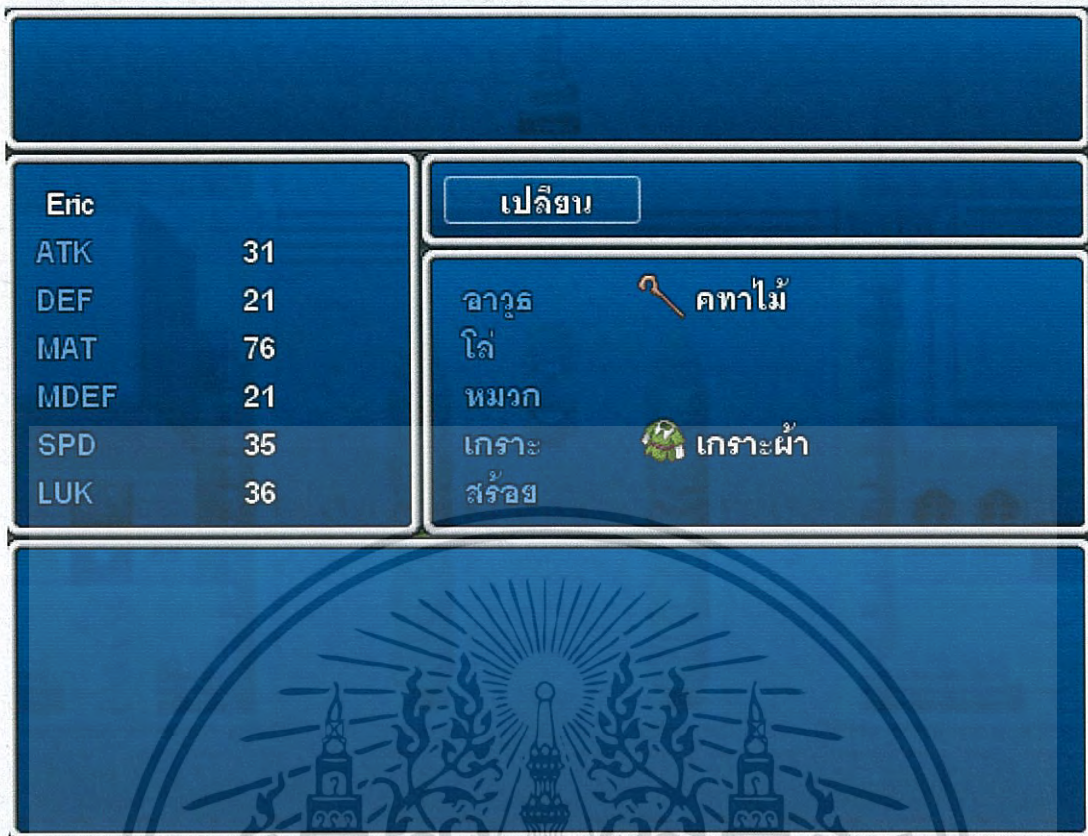 Eric
ATK 31
DEF 21
MAT 76
MDEF 21
SPD 35
LUK 36
เปลี่ยน
อาวุธ คทาไม้
โล่
หมวก
เกราะ เกราะผ้า
สร้อย